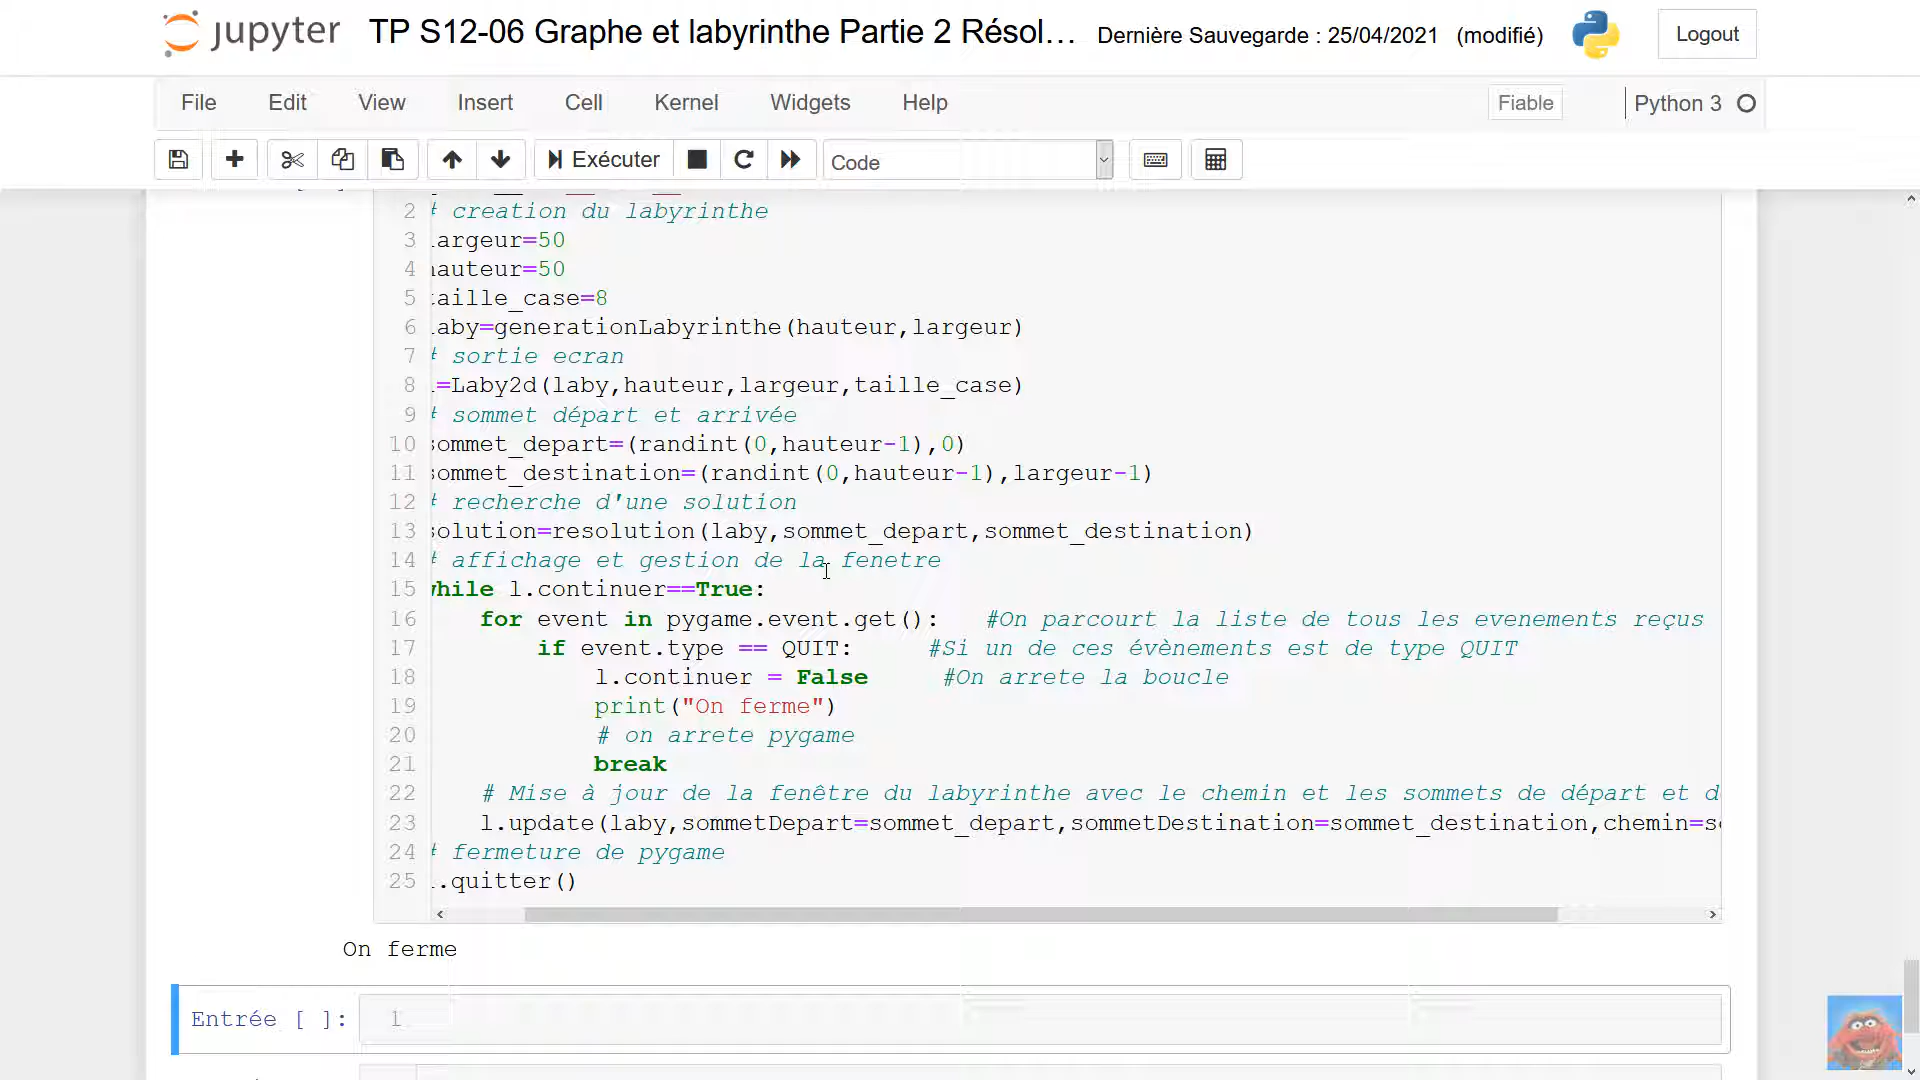 jupyter TP S12-06 Graphe et labyrinthe Partie 2 Résol... Dernière Sauvegarde : 25/04/2021 (modifié) Logout
File Edit View Insert Cell Kernel Widgets Help Fiable Python 3
Exécuter Code
2 # creation du labyrinthe
3 largeur=50
4 hauteur=50
5 taille_case=8
6 laby=generationLabyrinthe(hauteur,largeur)
7 # sortie ecran
8 l=Laby2d(laby,hauteur,largeur,taille_case)
9 # sommet départ et arrivée
10 sommet_depart=(randint(0,hauteur-1),0)
11 sommet_destination=(randint(0,hauteur-1),largeur-1)
12 # recherche d'une solution
13 solution=resolution(laby,sommet_depart,sommet_destination)
14 # affichage et gestion de la fenetre
15 while l.continuer==True:
16 for event in pygame.event.get(): #On parcourt la liste de tous les evenements reçus
17 if event.type == QUIT: #Si un de ces évènements est de type QUIT
18 l.continuer = False #On arrete la boucle
19 print("On ferme")
20 # on arrete pygame
21 break
22 # Mise à jour de la fenêtre du labyrinthe avec le chemin et les sommets de départ et d
23 l.update(laby,sommetDepart=sommet_depart,sommetDestination=sommet_destination,chemin=s
24 # fermeture de pygame
25 l.quitter()
On ferme
Entrée [ ]: 1